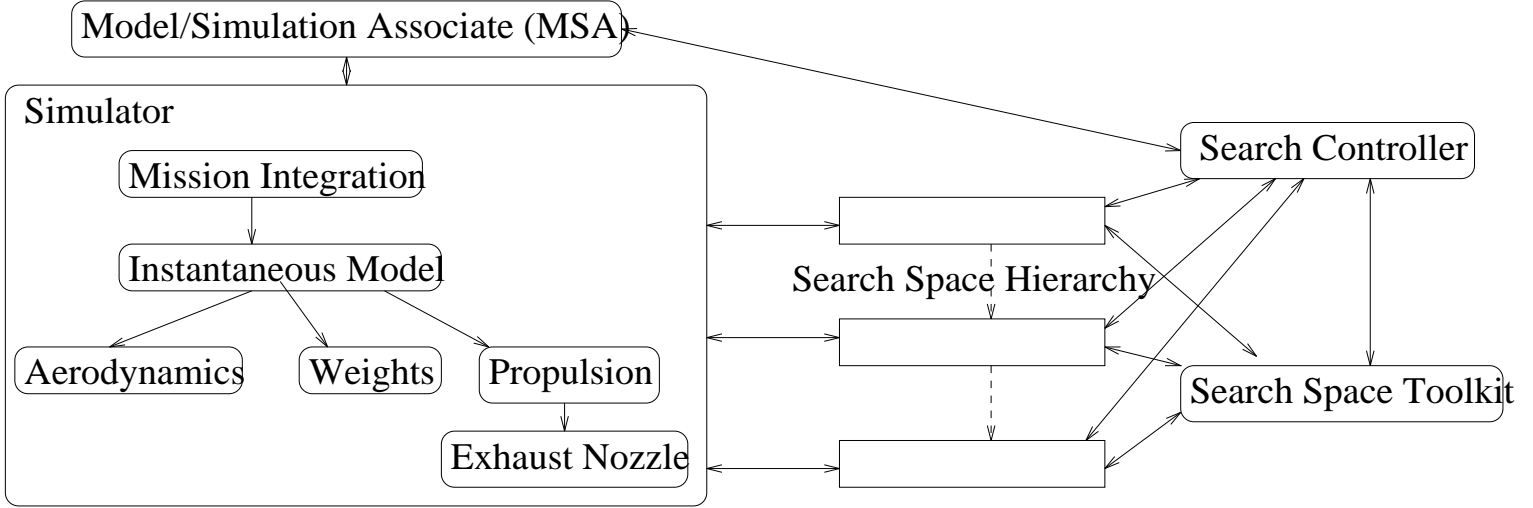 Model/Simulation Associate (MSA)
Simulator
Search Controller
Mission Integration
Instantaneous Model
Search Space Hierarchy
Aerodynamics
Weights
Propulsion
Search Space Toolkit
Exhaust Nozzle